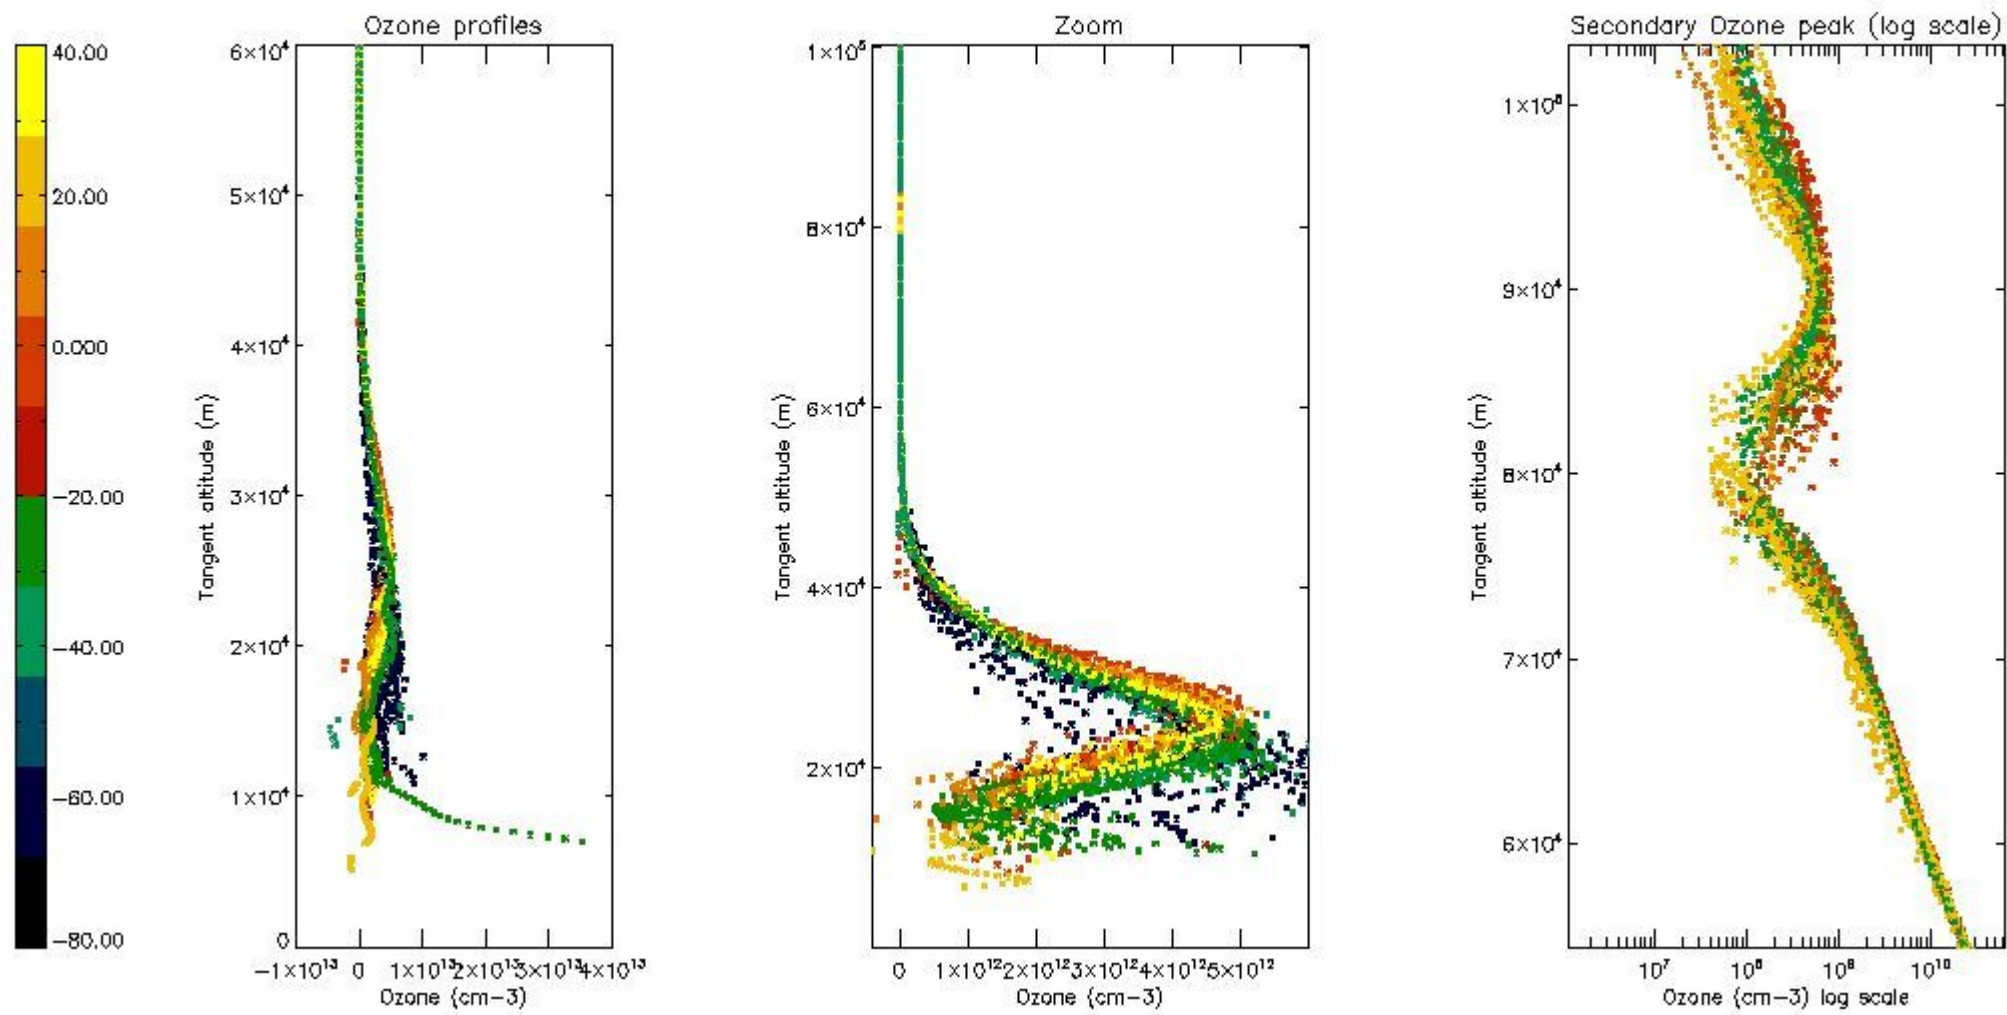 Ozone profiles
Zoom
Secondary Ozone peak (log scale)
40.00
20.00
0.000
−20.00
−40.00
−60.00
−80.00
6×10⁴
5×10⁴
4×10⁴
3×10⁴
2×10⁴
1×10⁴
0
Tangent altitude (m)
−1×10¹³ 0 1×10¹³ 2×10¹³ 3×10¹³ 4×10¹³
Ozone (cm−3)
1×10⁵
8×10⁴
6×10⁴
4×10⁴
2×10⁴
Tangent altitude (m)
0 1×10¹² 2×10¹² 3×10¹² 4×10¹² 5×10¹²
Ozone (cm−3)
1×10⁵
9×10⁴
8×10⁴
7×10⁴
6×10⁴
Tangent altitude (m)
10⁷ 10⁸ 10⁹ 10¹⁰
Ozone (cm−3) log scale